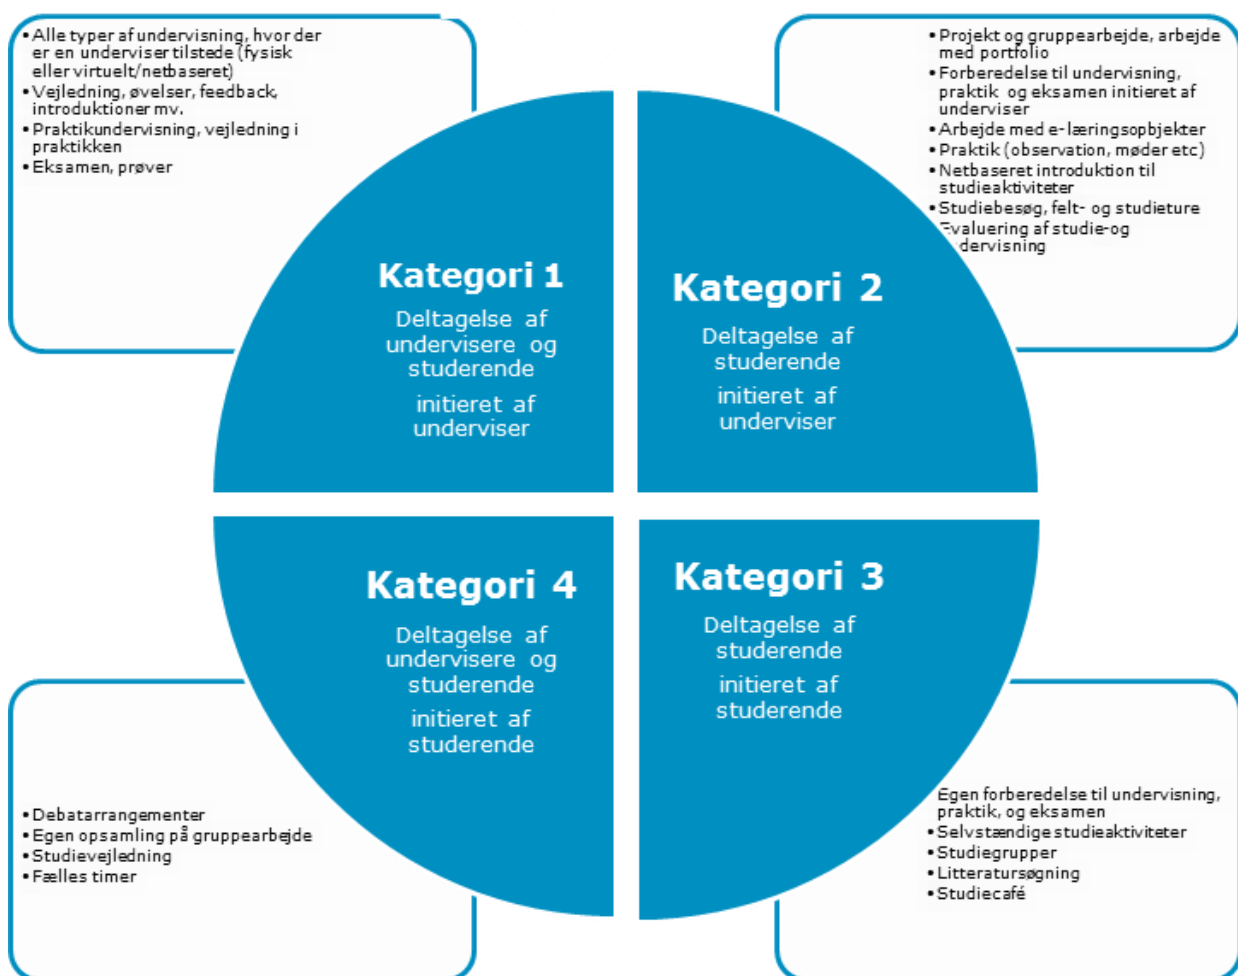 • Alle typer af undervisning, hvor der
er en underviser tilstede (fysisk
eller virtuelt/netbaseret)
• Vejledning, øvelser, feedback,
introduktioner mv.
• Praktikundervisning, vejledning i
praktikken
• Eksamen, prøver
• Projekt og gruppearbejde, arbejde
med portfolio
• Forberedelse til undervisning,
praktik og eksamen initieret af
underviser
• Arbejde med e-læringsopbjekter
• Praktik (observation, møder etc)
• Netbaseret introduktion til
studieaktiviteter
• Studiebesøg, felt- og studieture
Evaluering af studie-og
dervisning
Kategori 1
Deltagelse af
undervisere og
studerende
initieret af
underviser
Kategori 2
Deltagelse af
studerende
initieret af
underviser
Kategori 4
Deltagelse af
undervisere og
studerende
initieret af
studerende
Kategori 3
Deltagelse af
studerende
initieret af
studerende
• Debatarrangementer
• Egen opsamling på gruppearbejde
• Studievejledning
• Fælles timer
Egen forberedelse til undervisning,
praktik, og eksamen
• Selvstændige studieaktiviteter
• Studiegrupper
• Litteratursøgning
• Studiecafé